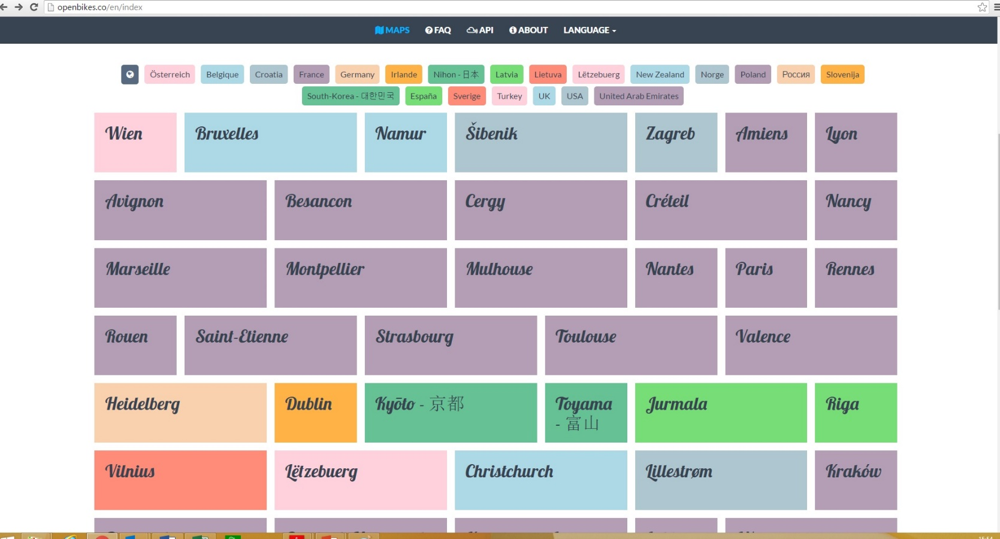 openbikes.co/en/index
MAPS FAQ API ABOUT LANGUAGE
Österreich Belgique Croatia France Germany Irlande Nihon - 日本 Latvia Lietuva Lëtzebuerg New Zealand Norge Poland Россия Slovenija
South-Korea - 대한민국 España Sverige Turkey UK USA United Arab Emirates
Wien Bruxelles Namur Šibenik Zagreb Amiens Lyon
Avignon Besancon Cergy Créteil Nancy
Marseille Montpellier Mulhouse Nantes Paris Rennes
Rouen Saint-Etienne Strasbourg Toulouse Valence
Heidelberg Dublin Kyōto - 京都 Toyama Jurmala Riga
- 富山
Vilnius Lëtzebuerg Christchurch Lillestrøm Kraków